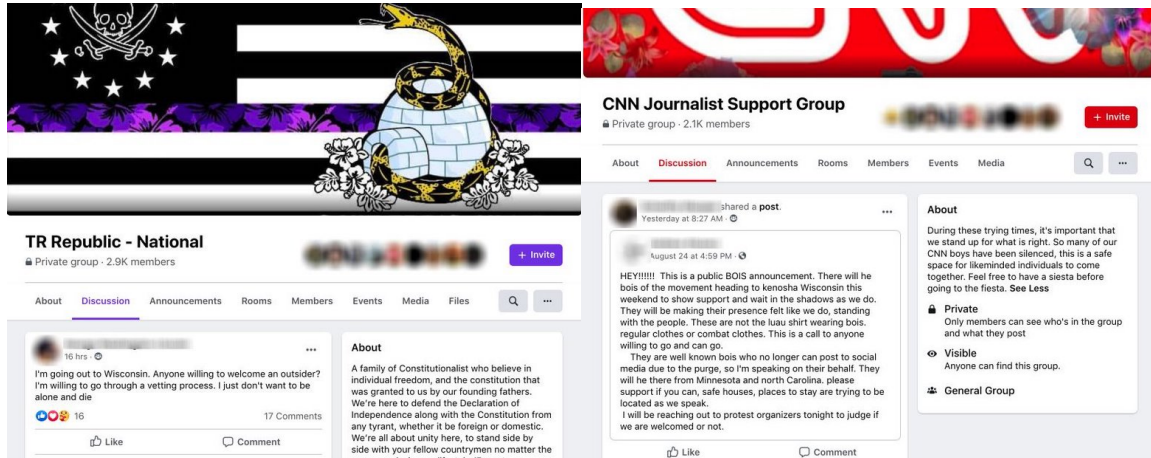 TR Republic - National
Private group · 2.9K members
+ Invite
About
Discussion
Announcements
Rooms
Members
Events
Media
Files
16 hrs ·
I'm going out to Wisconsin. Anyone willing to welcome an outsider?
I'm willing to go through a vetting process. I just don't want to be
alone and die
16
17 Comments
Like
Comment
About
A family of Constitutionalist who believe in
individual freedom, and the constitution that
was granted to us by our founding fathers.
We're here to defend the Declaration of
Independence along with the Constitution from
any tyrant, whether it be foreign or domestic.
We're all about unity here, to stand side by
side with your fellow countrymen no matter the
CNN Journalist Support Group
Private group · 2.1K members
+ Invite
About
Discussion
Announcements
Rooms
Members
Events
Media
shared a post.
Yesterday at 8:27 AM ·
August 24 at 4:59 PM ·
HEY!!!!!! This is a public BOIS announcement. There will he
bois of the movement heading to kenosha Wisconsin this
weekend to show support and wait in the shadows as we do.
They will be making their presence felt like we do, standing
with the people. These are not the luau shirt wearing bois.
regular clothes or combat clothes. This is a call to anyone
willing to go and can go.
They are well known bois who no longer can post to social
media due to the purge, so I'm speaking on their behalf. They
will he there from Minnesota and north Carolina. please
support if you can, safe houses, places to stay are trying to be
located as we speak.
I will be reaching out to protest organizers tonight to judge if
we are welcomed or not.
Like
Comment
About
During these trying times, it's important that
we stand up for what is right. So many of our
CNN boys have been silenced, this is a safe
space for likeminded individuals to come
together. Feel free to have a siesta before
going to the fiesta. See Less
Private
Only members can see who's in the group
and what they post
Visible
Anyone can find this group.
General Group